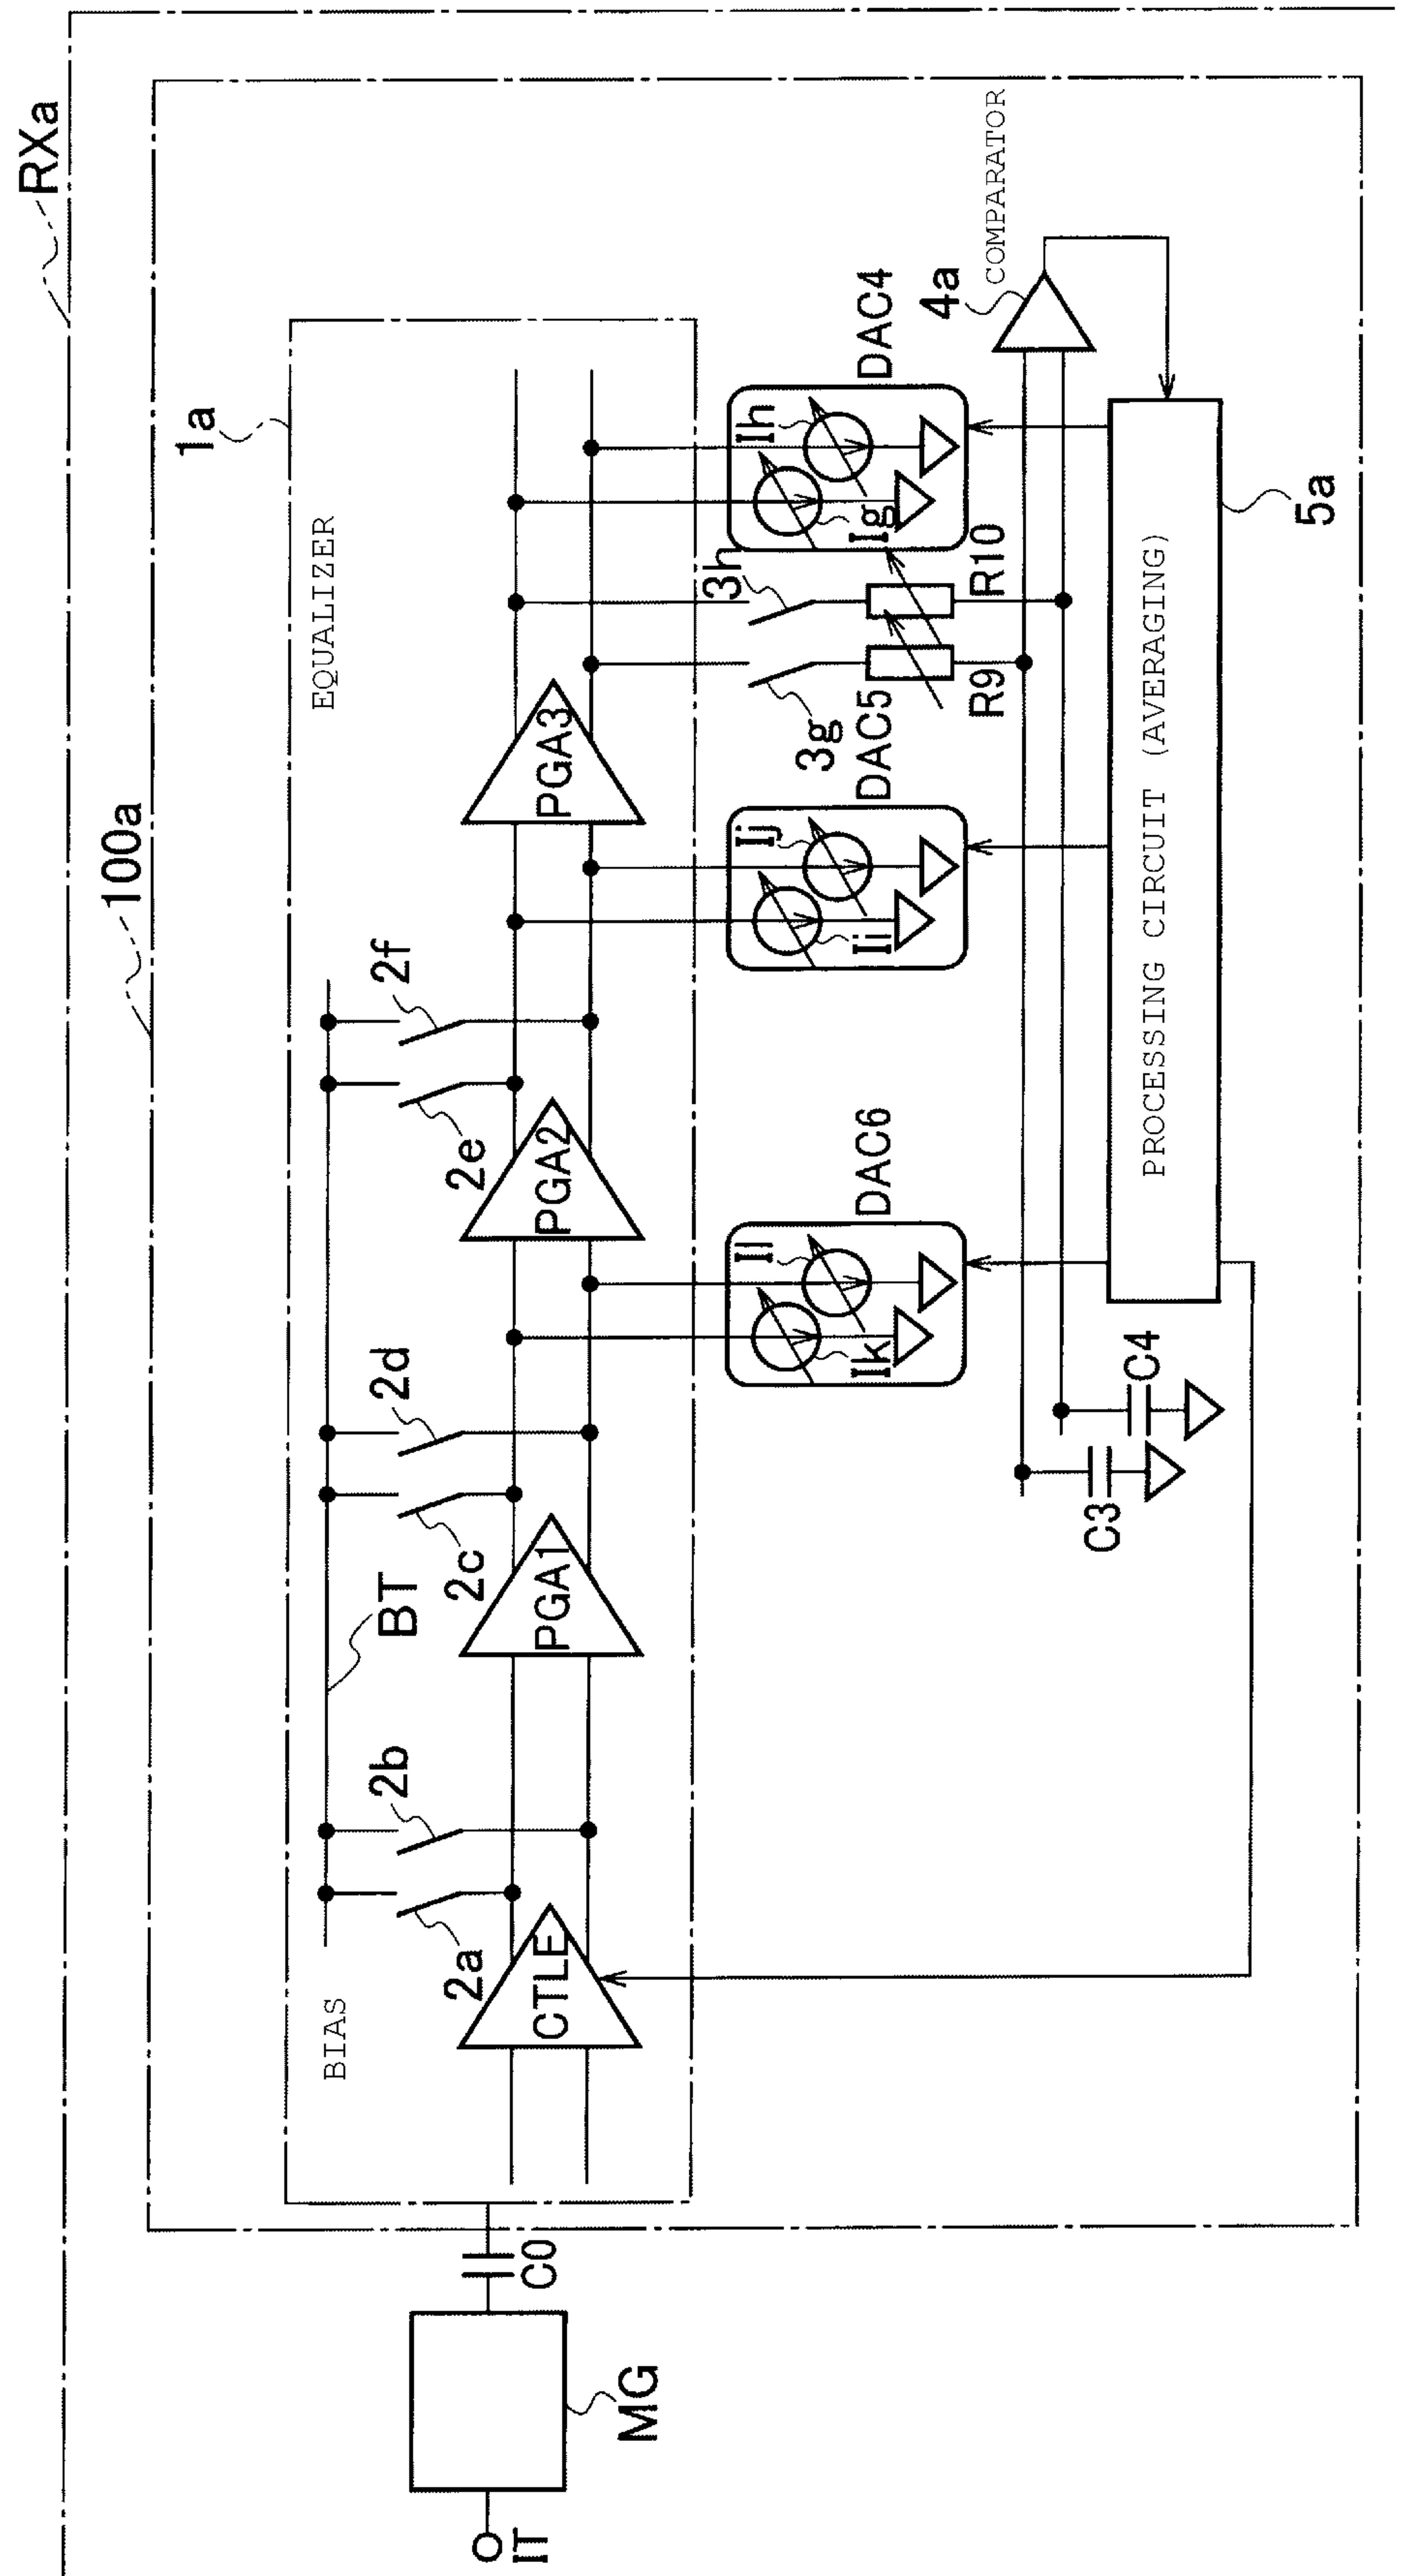 RXa
100a
1a
EQUALIZER
BIAS
BT
2a
2b
2c
2d
2e
2f
CTLE
PGA1
PGA2
PGA3
IT
MG
C0
DAC6
Ik
Il
DAC5
Ii
Ij
3g
3h
R9
R10
DAC4
Ig
Ih
4a
COMPARATOR
C3
C4
PROCESSING CIRCUIT (AVERAGING)
5a